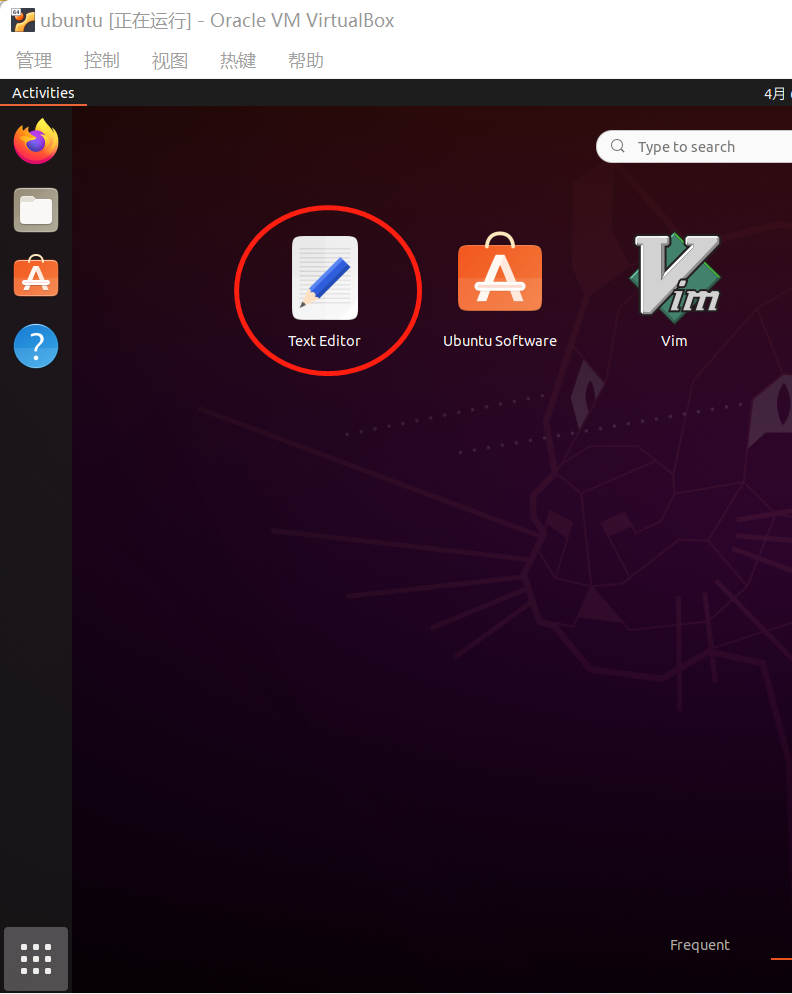 ubuntu [正在运行] - Oracle VM VirtualBox
管理 控制 视图 热键 帮助
Activities
4月
Type to search
Text Editor
Ubuntu Software
Vim
Frequent